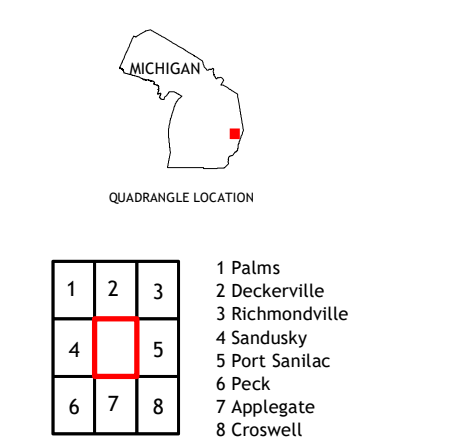 MICHIGAN
QUADRANGLE LOCATION
1 2 3
4 5
6 7 8
1 Palms
2 Deckerville
3 Richmondville
4 Sandusky
5 Port Sanilac
6 Peck
7 Applegate
8 Croswell